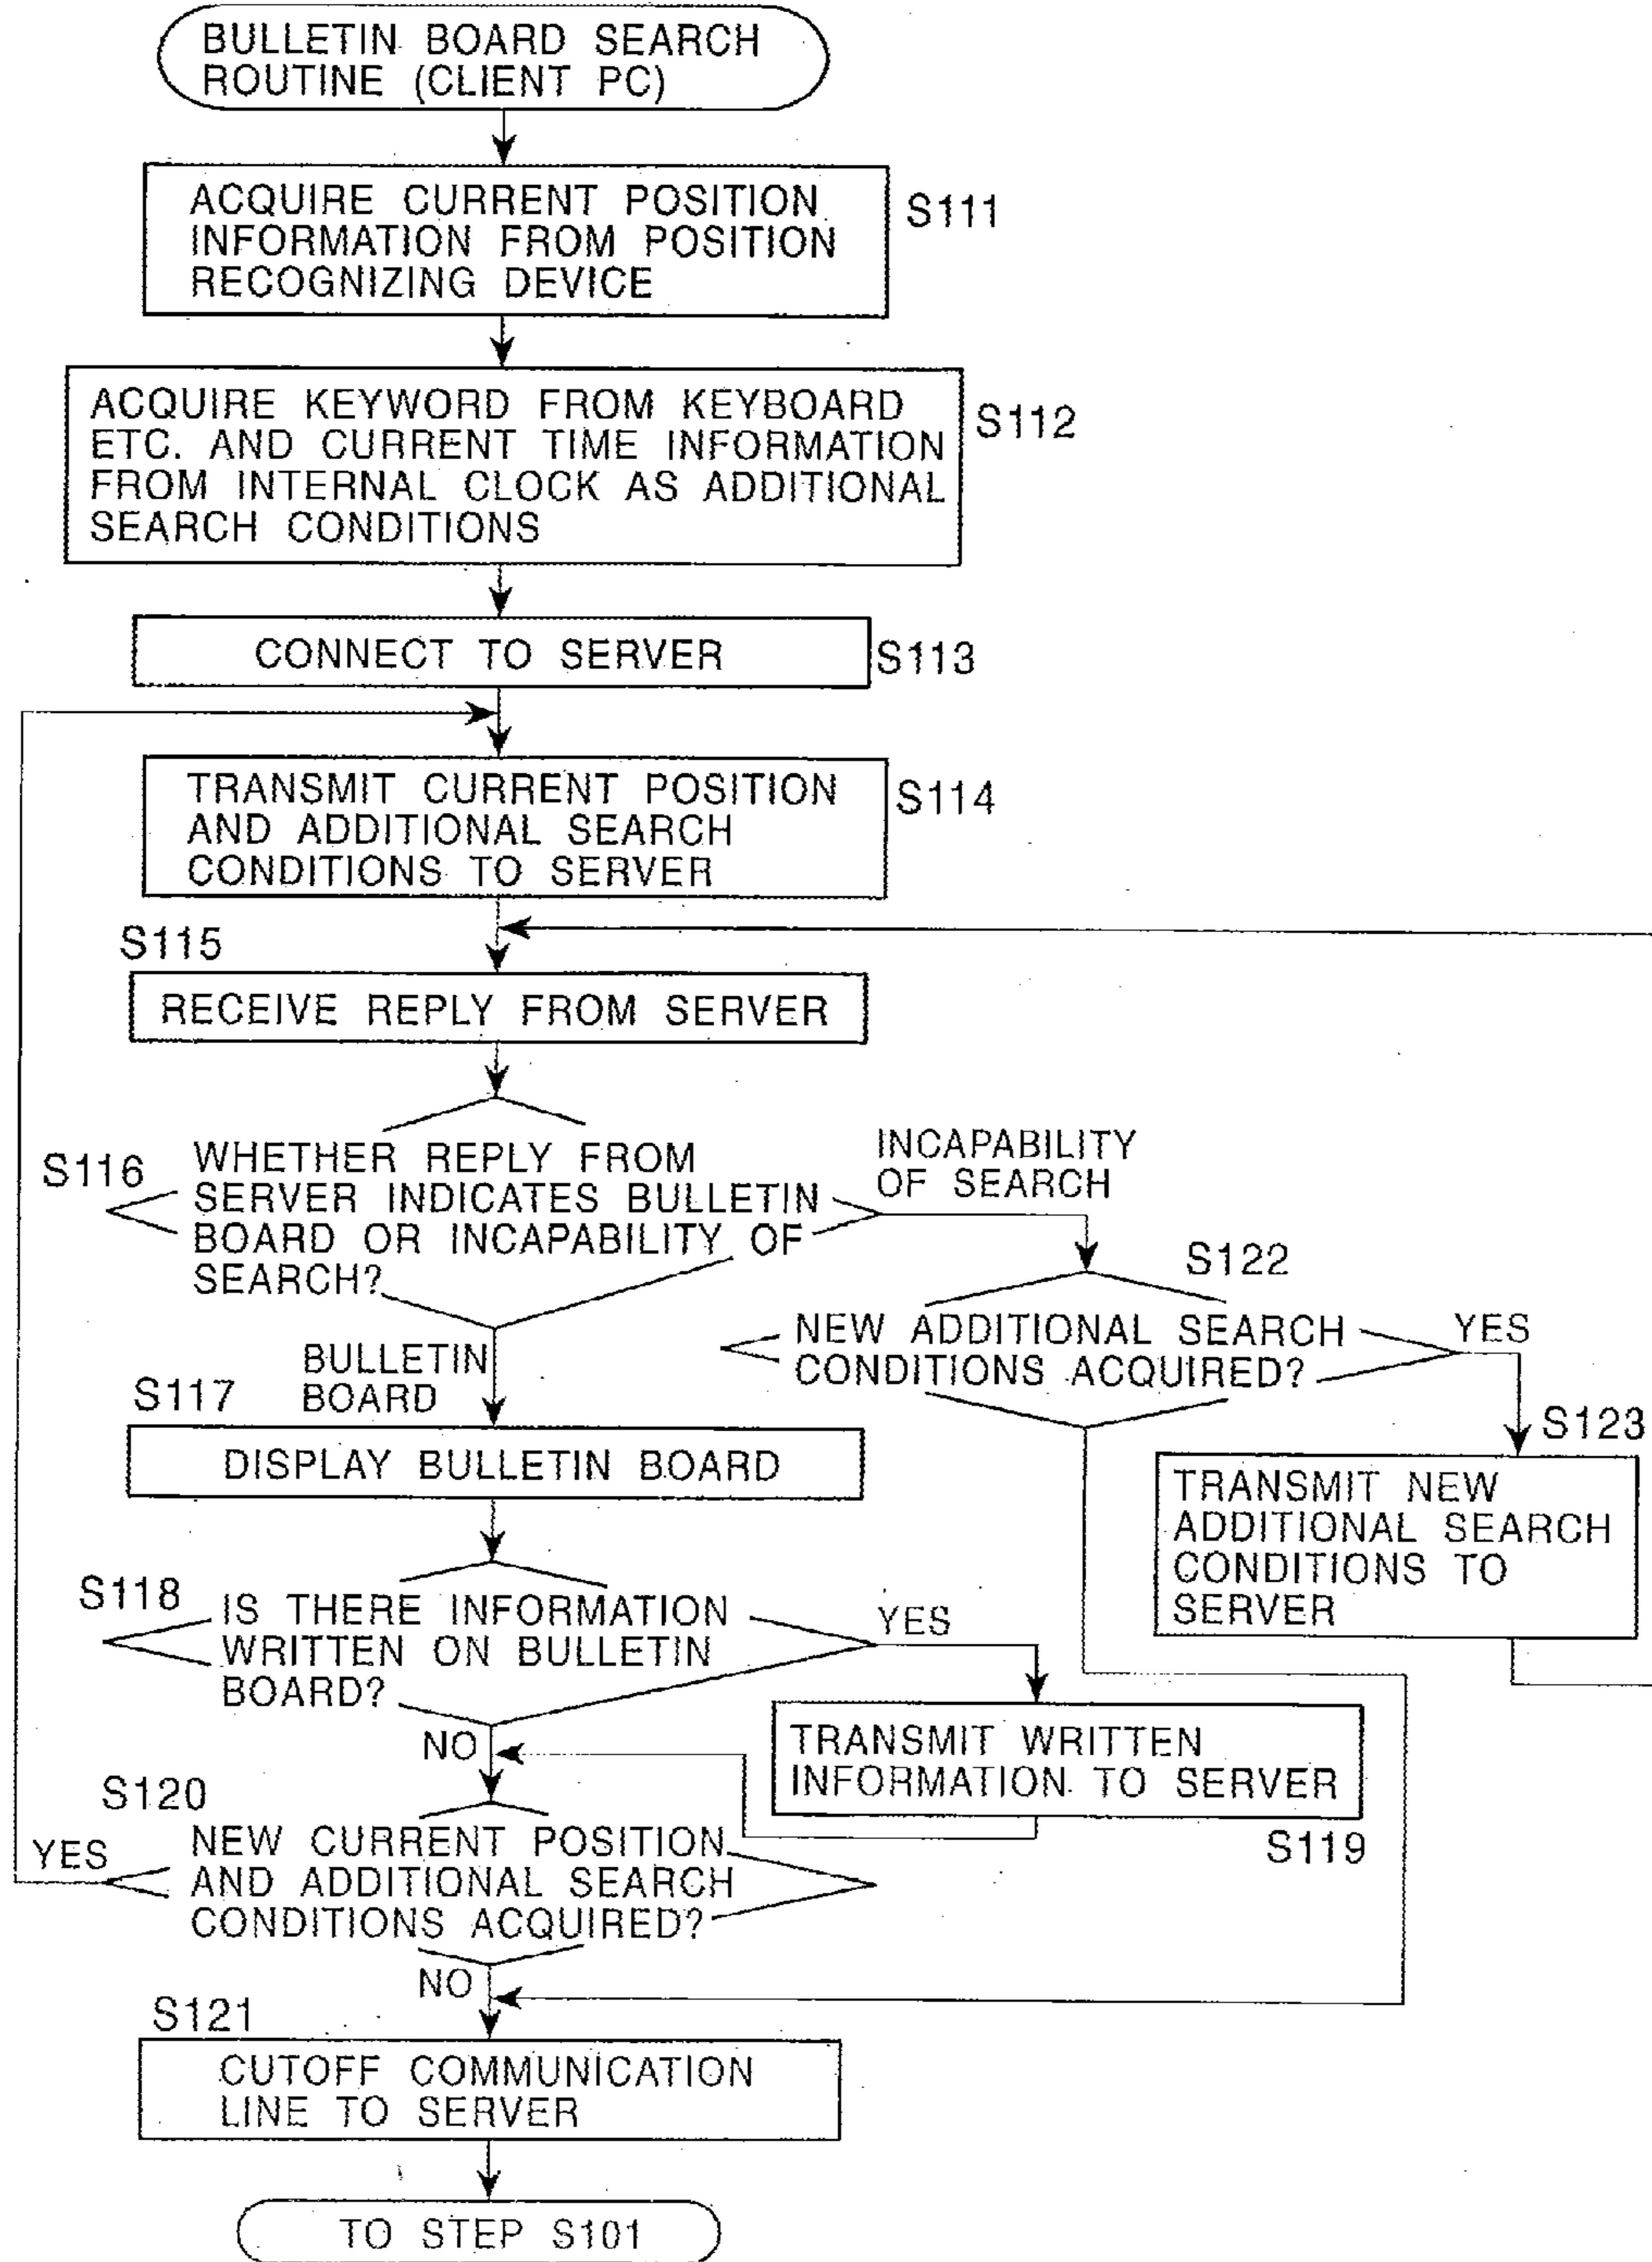 BULLETIN BOARD SEARCH
ROUTINE (CLIENT PC)
ACQUIRE CURRENT POSITION
INFORMATION FROM POSITION
RECOGNIZING DEVICE
S111
ACQUIRE KEYWORD FROM KEYBOARD
ETC. AND CURRENT TIME INFORMATION
FROM INTERNAL CLOCK AS ADDITIONAL
SEARCH CONDITIONS
S112
CONNECT TO SERVER
S113
TRANSMIT CURRENT POSITION
AND ADDITIONAL SEARCH
CONDITIONS TO SERVER
S114
S115
RECEIVE REPLY FROM SERVER
S116
WHETHER REPLY FROM
SERVER INDICATES BULLETIN
BOARD OR INCAPABILITY OF
SEARCH?
INCAPABILITY
OF SEARCH
S122
NEW ADDITIONAL SEARCH
CONDITIONS ACQUIRED?
YES
BULLETIN
BOARD
S117
DISPLAY BULLETIN BOARD
S123
TRANSMIT NEW
ADDITIONAL SEARCH
CONDITIONS TO
SERVER
S118
IS THERE INFORMATION
WRITTEN ON BULLETIN
BOARD?
YES
NO
TRANSMIT WRITTEN
INFORMATION TO SERVER
S119
S120
YES
NEW CURRENT POSITION
AND ADDITIONAL SEARCH
CONDITIONS ACQUIRED?
NO
S121
CUTOFF COMMUNICATION
LINE TO SERVER
TO STEP S101